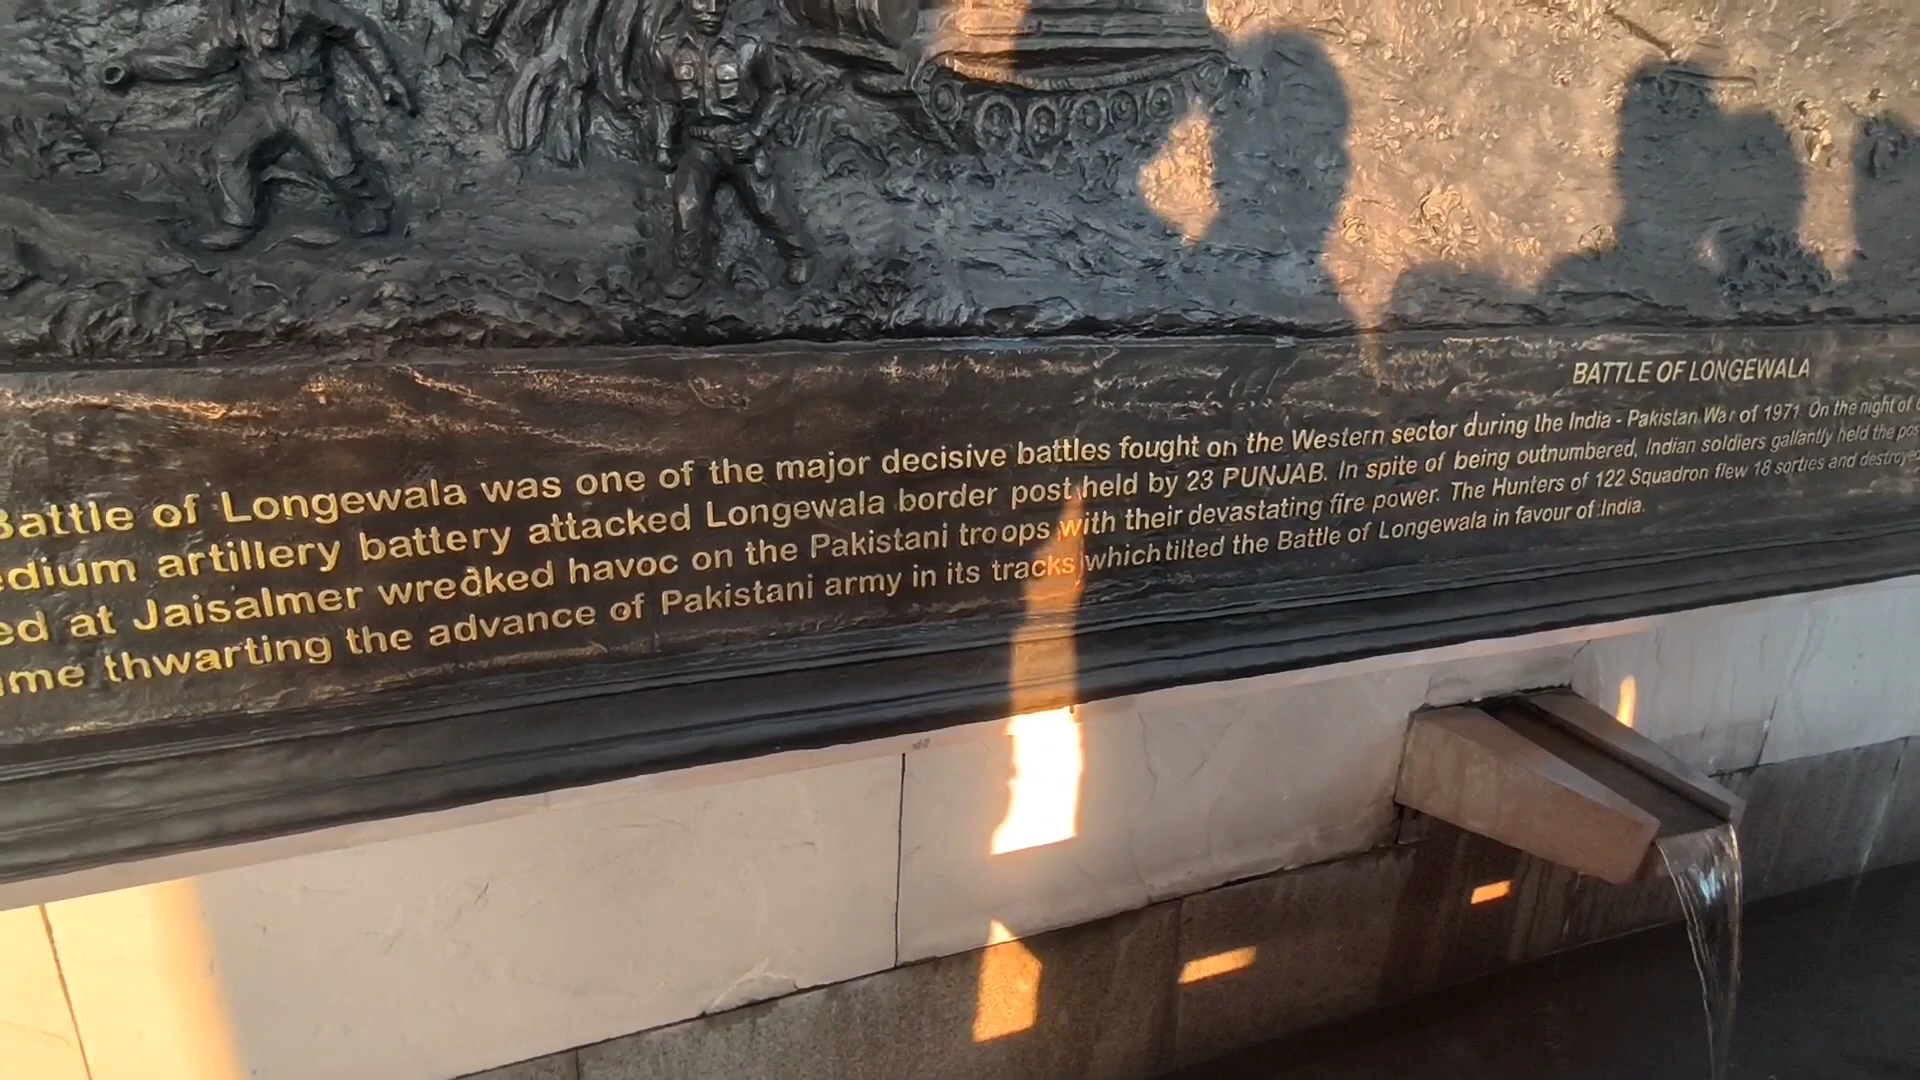 BATTLE OF LONGEWALA
Battle of Longewala was one of the major decisive battles fought on the Western sector during the India - Pakistan War of 1971 On the night of
artillery battery attacked Longewala border post held by 23 PUNJAB. In spite of being outnumbered, Indian soldiers gallantly held the
at Jaisalmer wrecked havoc on the Pakistani troops with their devastating fire power. The Hunters of 122 Squadron flew 18 sorties and
thwarting the advance of Pakistani army in its tracks which tilted the Battle of Longewala in favour of India.